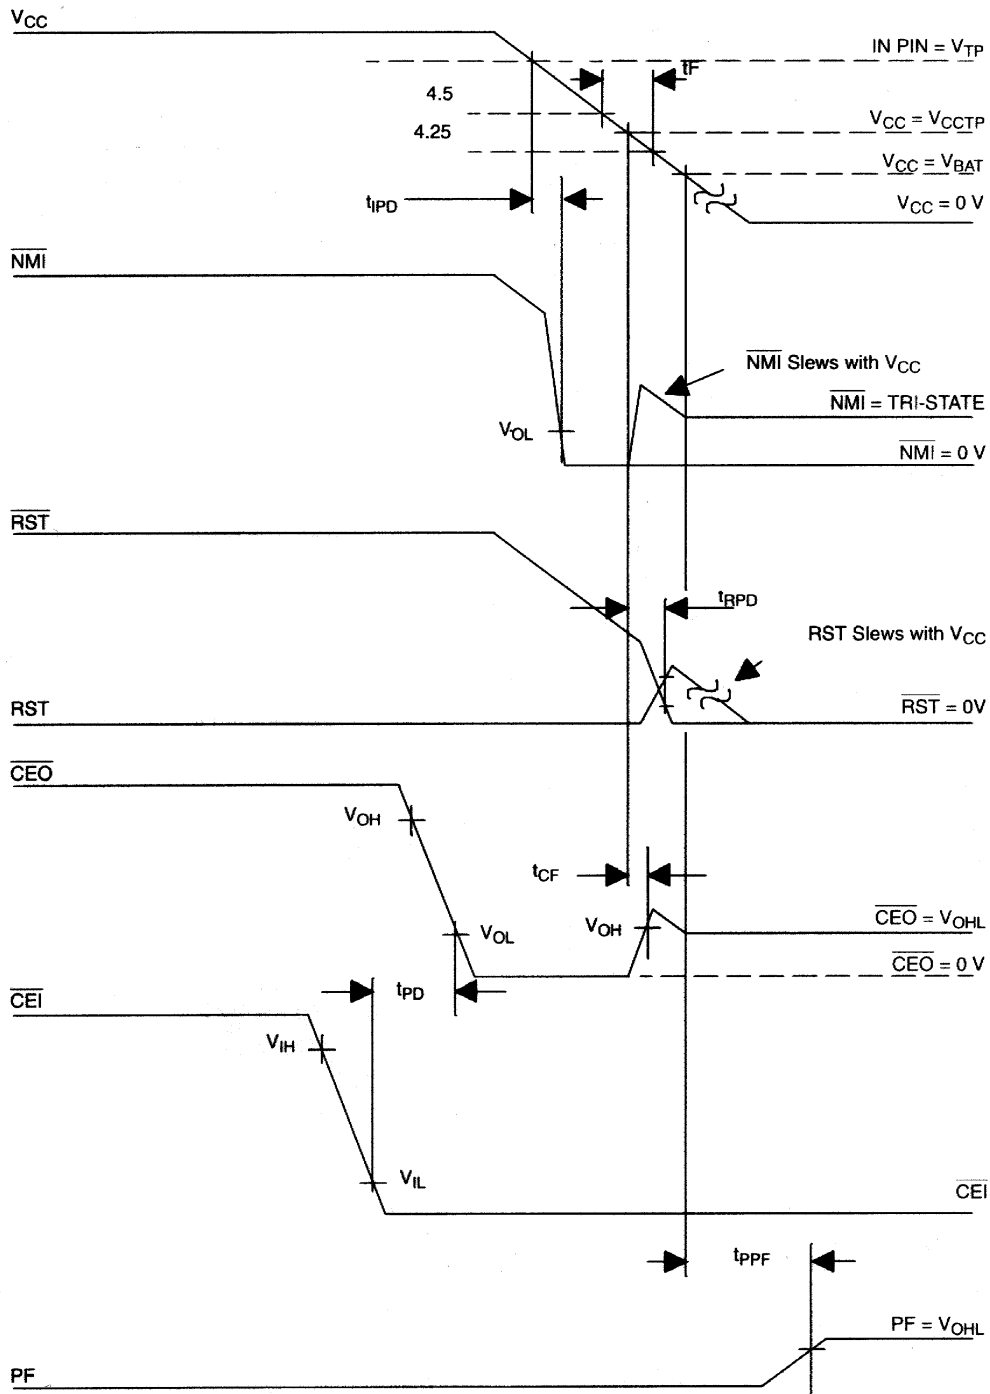 VCC
IN PIN = VTP
tF
4.5
4.25
VCC = VCCTP
VCC = VBAT
tIPD
VCC = 0 V
NMI
NMI Slews with VCC
NMI = TRI-STATE
VOL
NMI = 0 V
RST
tRPD
RST Slews with VCC
RST
RST = 0V
CEO
VOH
tCF
VOH
CEO = VOHL
VOL
CEO = 0 V
tPD
CEI
VIH
VIL
CEI
tPPF
PF = VOHL
PF